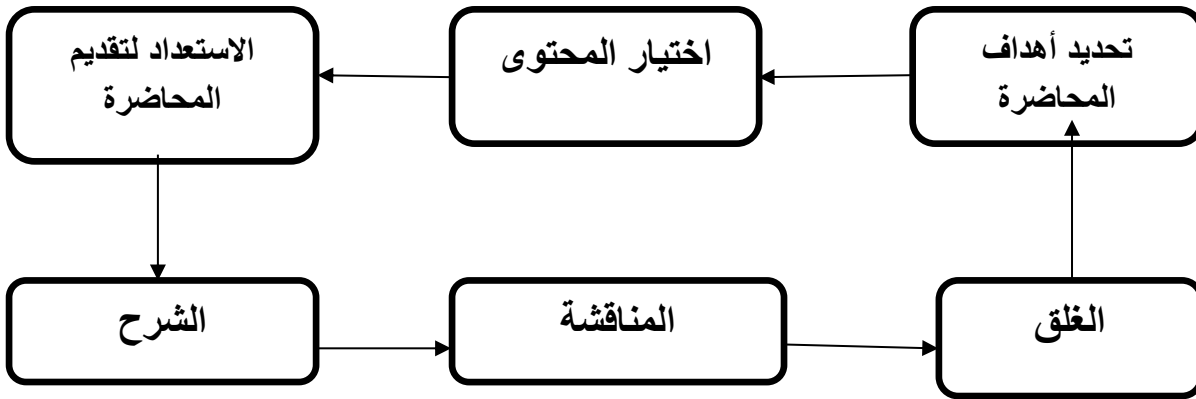 تحديد أهداف
المحاضرة
اختيار المحتوى
الاستعداد لتقديم
المحاضرة
الشرح
المناقشة
الغلق